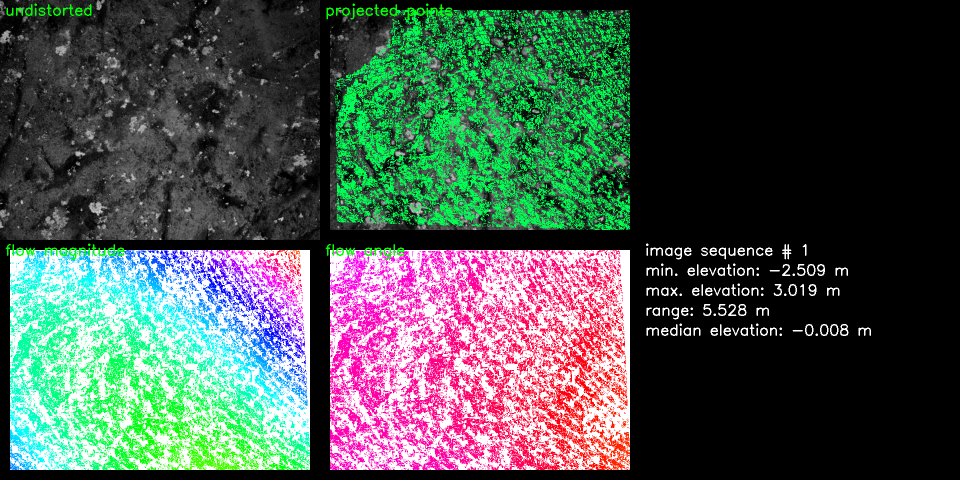 undistorted
projected points
flow magnitude
flow angle
image sequence # 1
min. elevation: −2.509 m
max. elevation: 3.019 m
range: 5.528 m
median elevation: −0.008 m